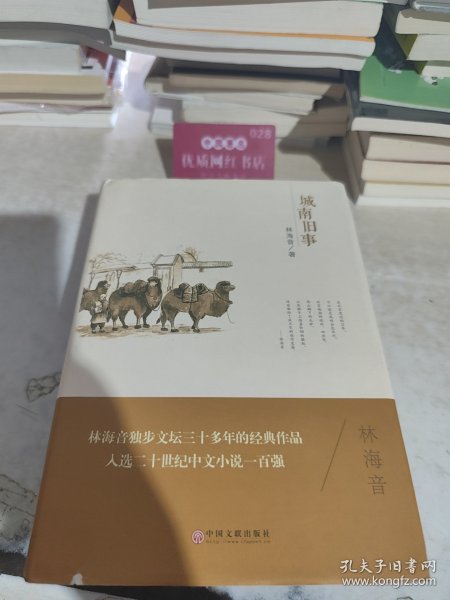 028
优质网红书店
城南旧事
林海音/著
林海音独步文坛三十多年的经典作品
入选二十世纪中文小说一百强
林海音
中国文联出版社
孔夫子旧书网
www.kongfz.com